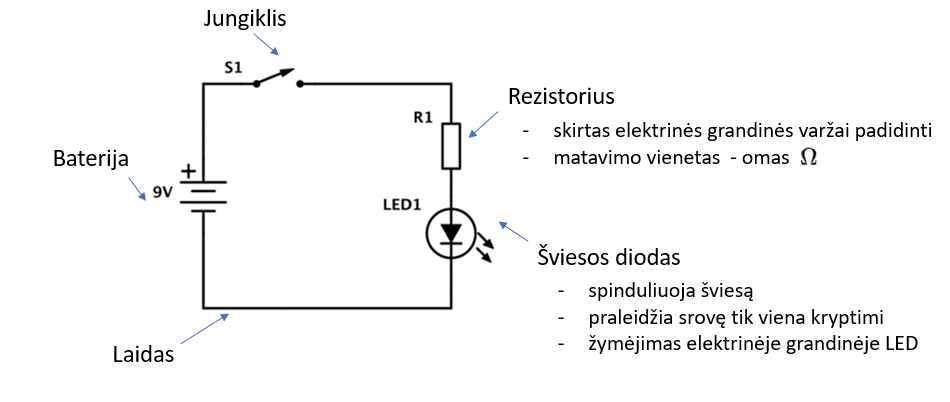 Jungiklis
S1
Rezistorius
R1
- skirtas elektrinės grandinės varžai padidinti
- matavimo vienetas - omas Ω
Baterija
+
9V
LED1
Šviesos diodas
- spinduliuoja šviesą
- praleidžia srovę tik viena kryptimi
- žymėjimas elektrinėje grandinėje LED
Laidas